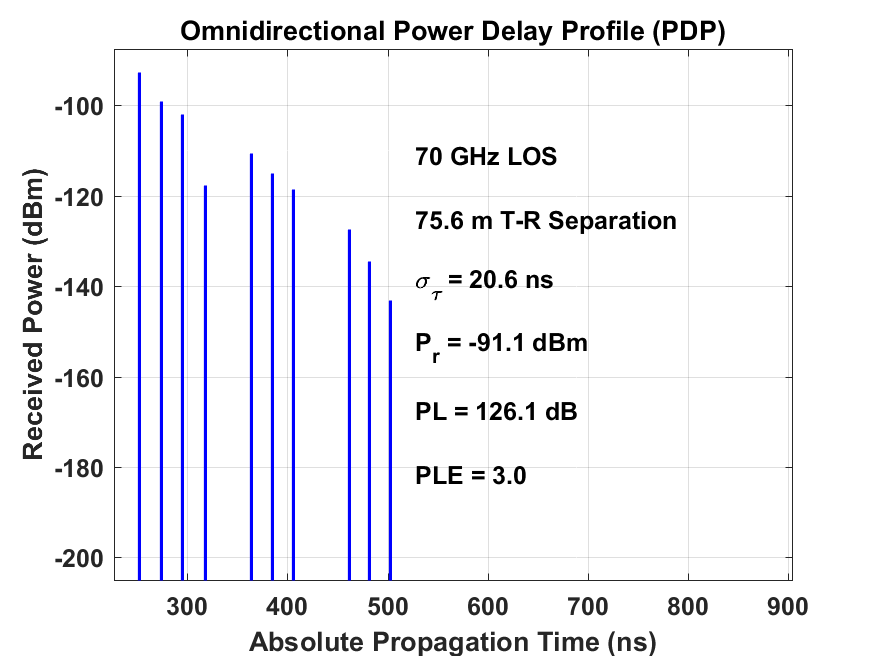 Omnidirectional Power Delay Profile (PDP)
Received Power (dBm)
-100
-120
-140
-160
-180
-200
70 GHz LOS
75.6 m T-R Separation
σ_τ = 20.6 ns
P_r = -91.1 dBm
PL = 126.1 dB
PLE = 3.0
300 400 500 600 700 800 900
Absolute Propagation Time (ns)